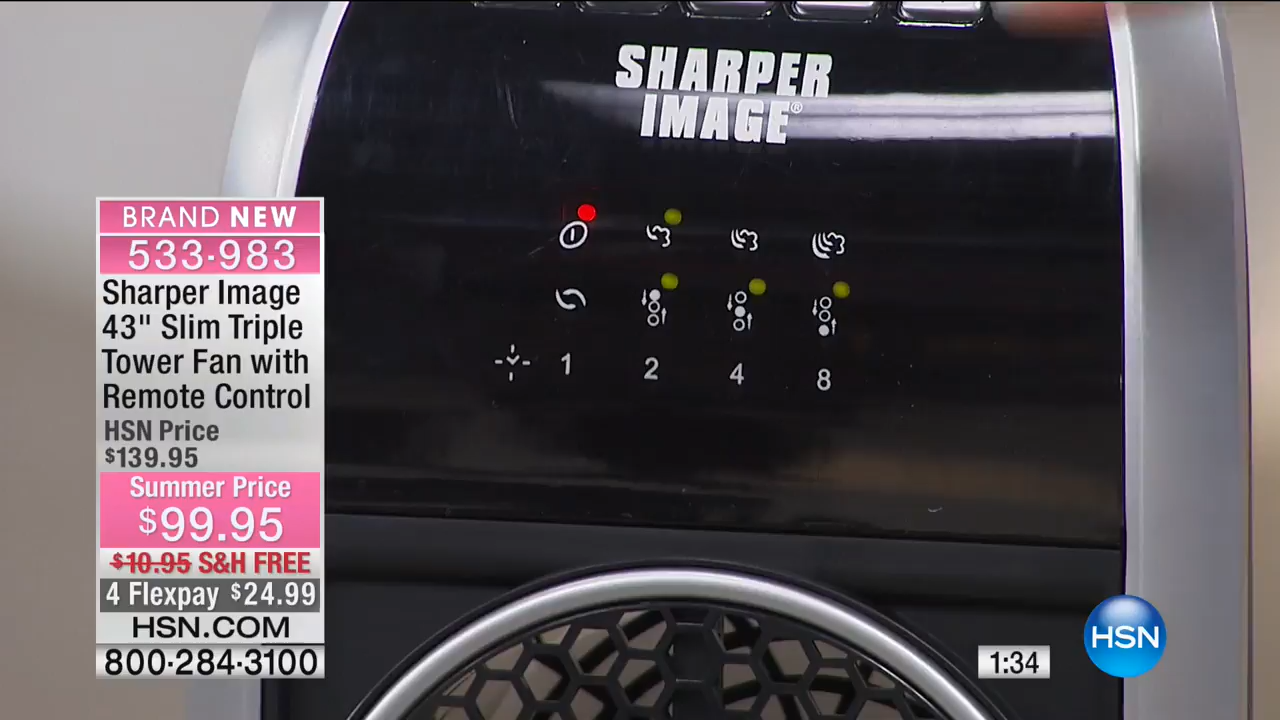 SHARPER
IMAGE®
1 2 4 8
BRAND NEW
533-983
Sharper Image
43" Slim Triple
Tower Fan with
Remote Control
HSN Price
$139.95
Summer Price
$99.95
$10.95 S&H FREE
4 Flexpay $24.99
HSN.COM
800-284-3100
1:34
HSN